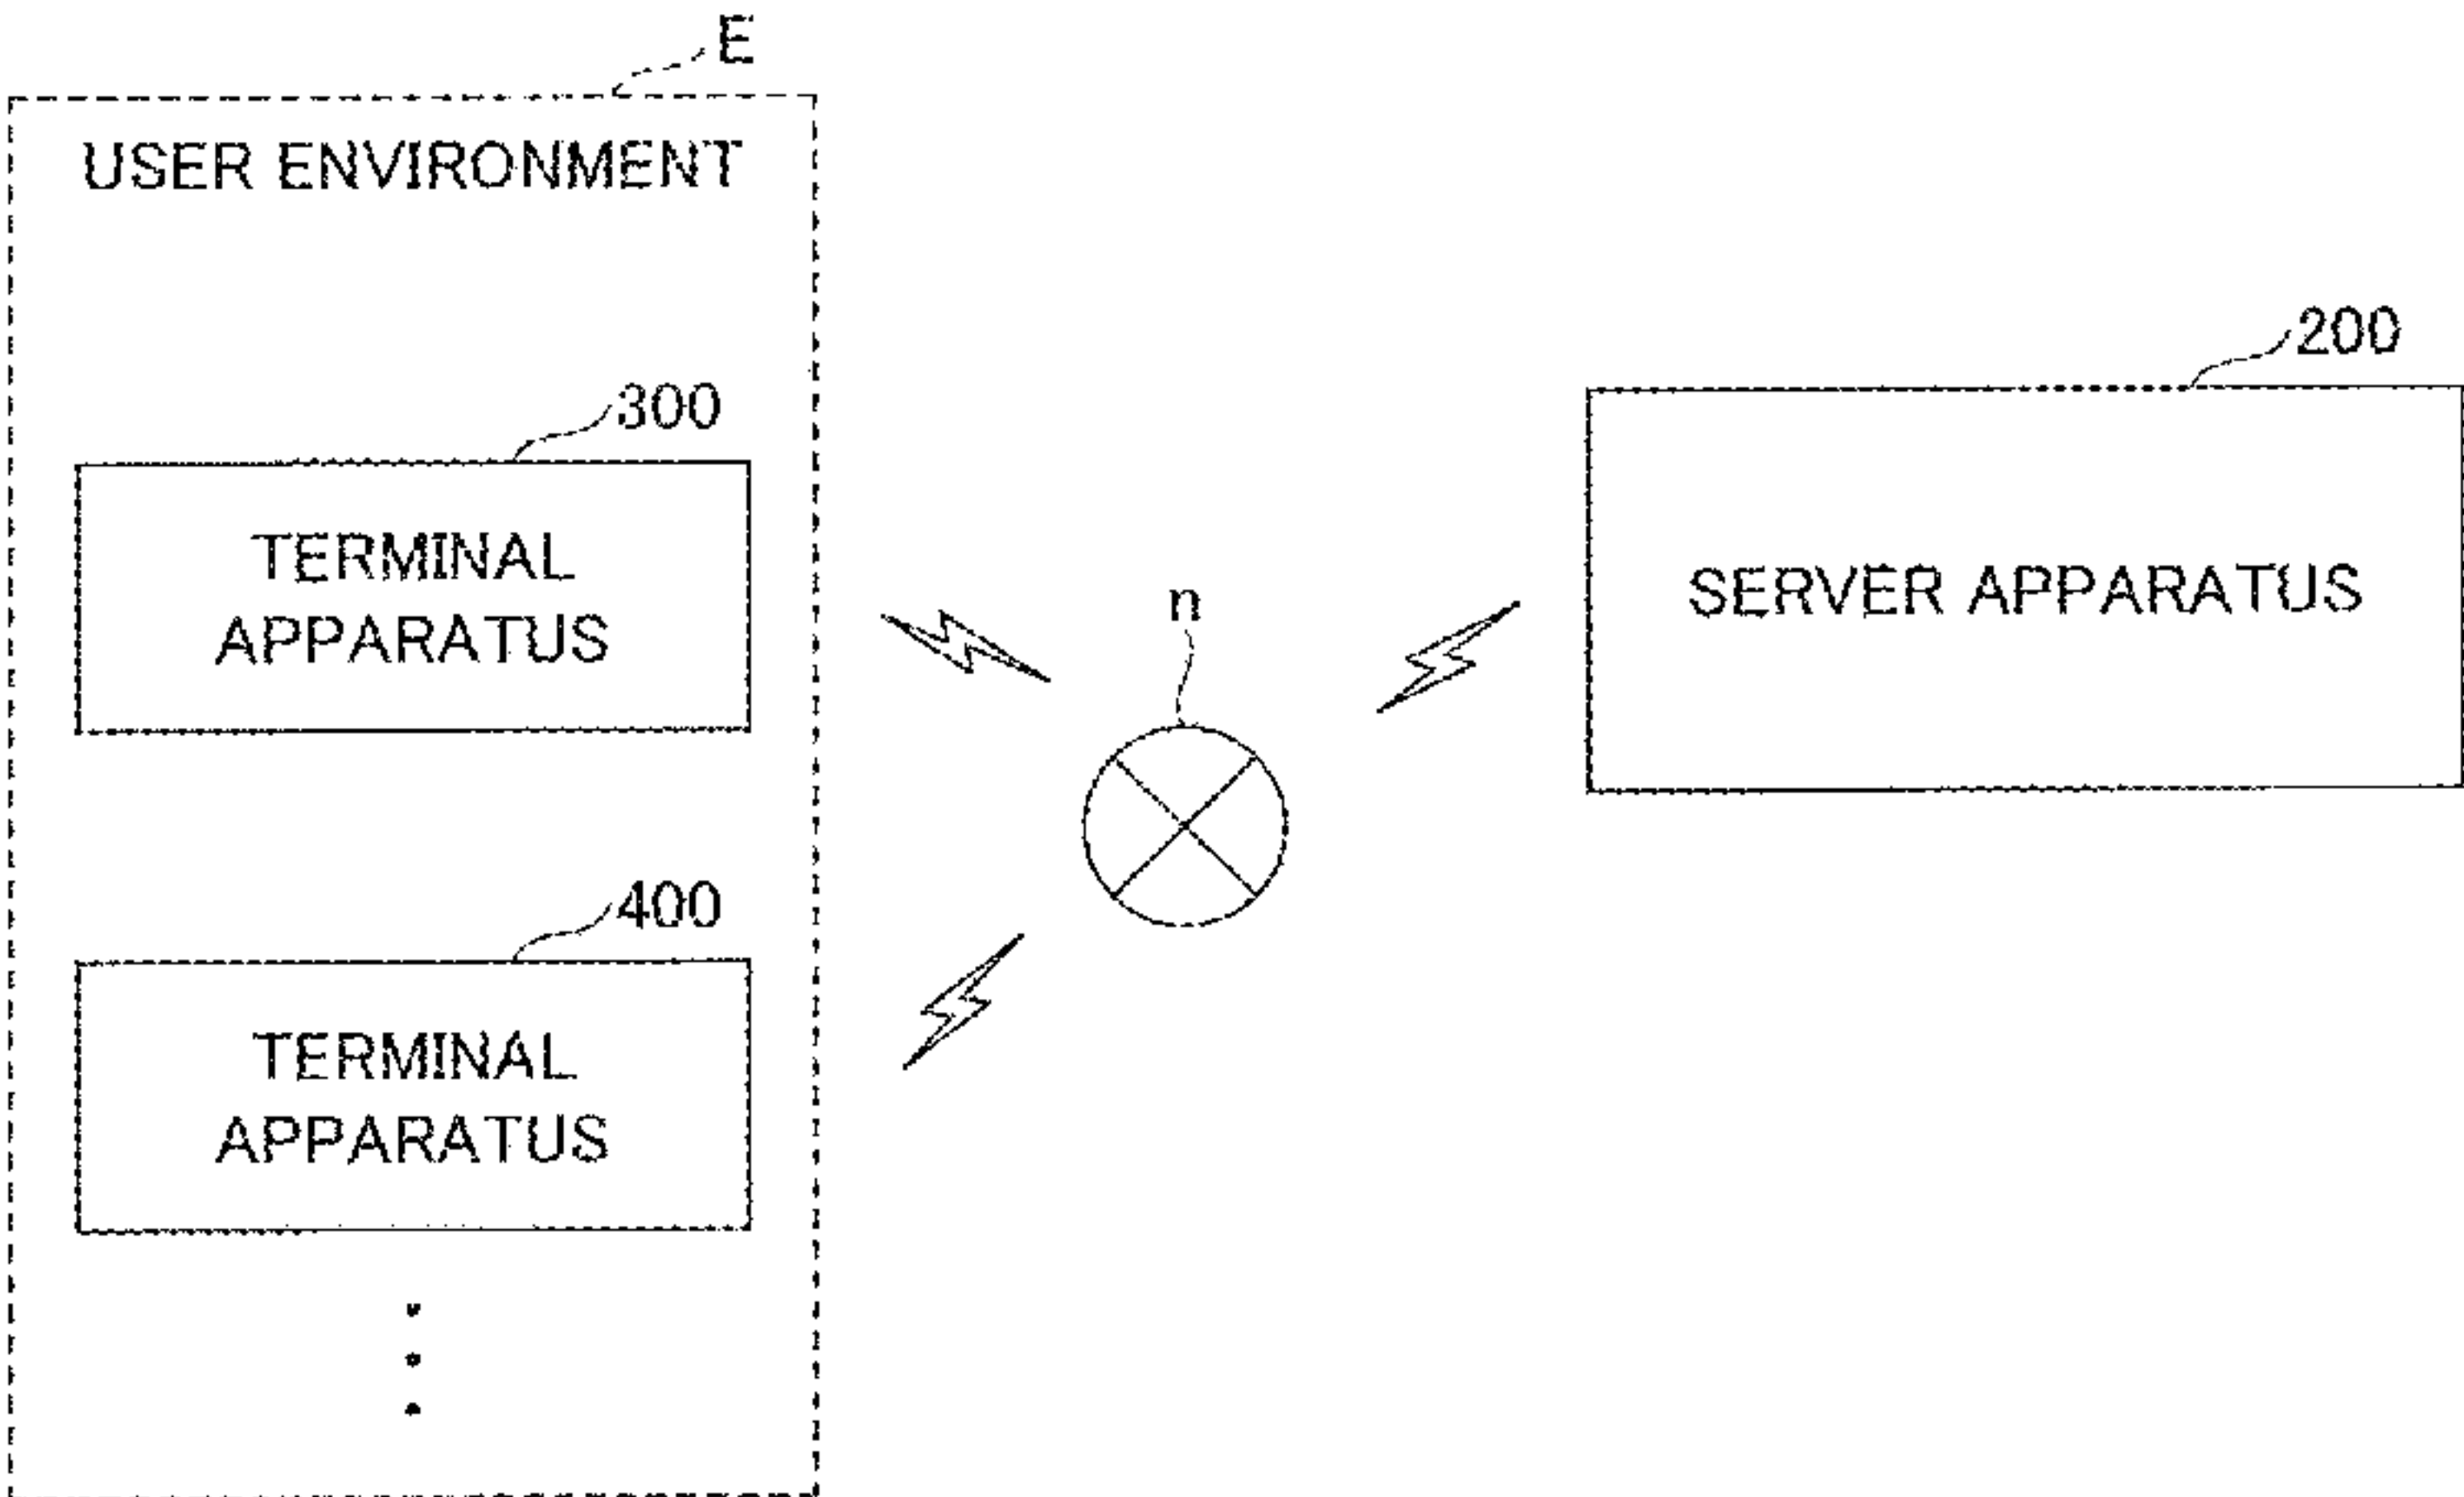 E
USER ENVIRONMENT
300
TERMINAL
APPARATUS
400
TERMINAL
APPARATUS
n
200
SERVER APPARATUS